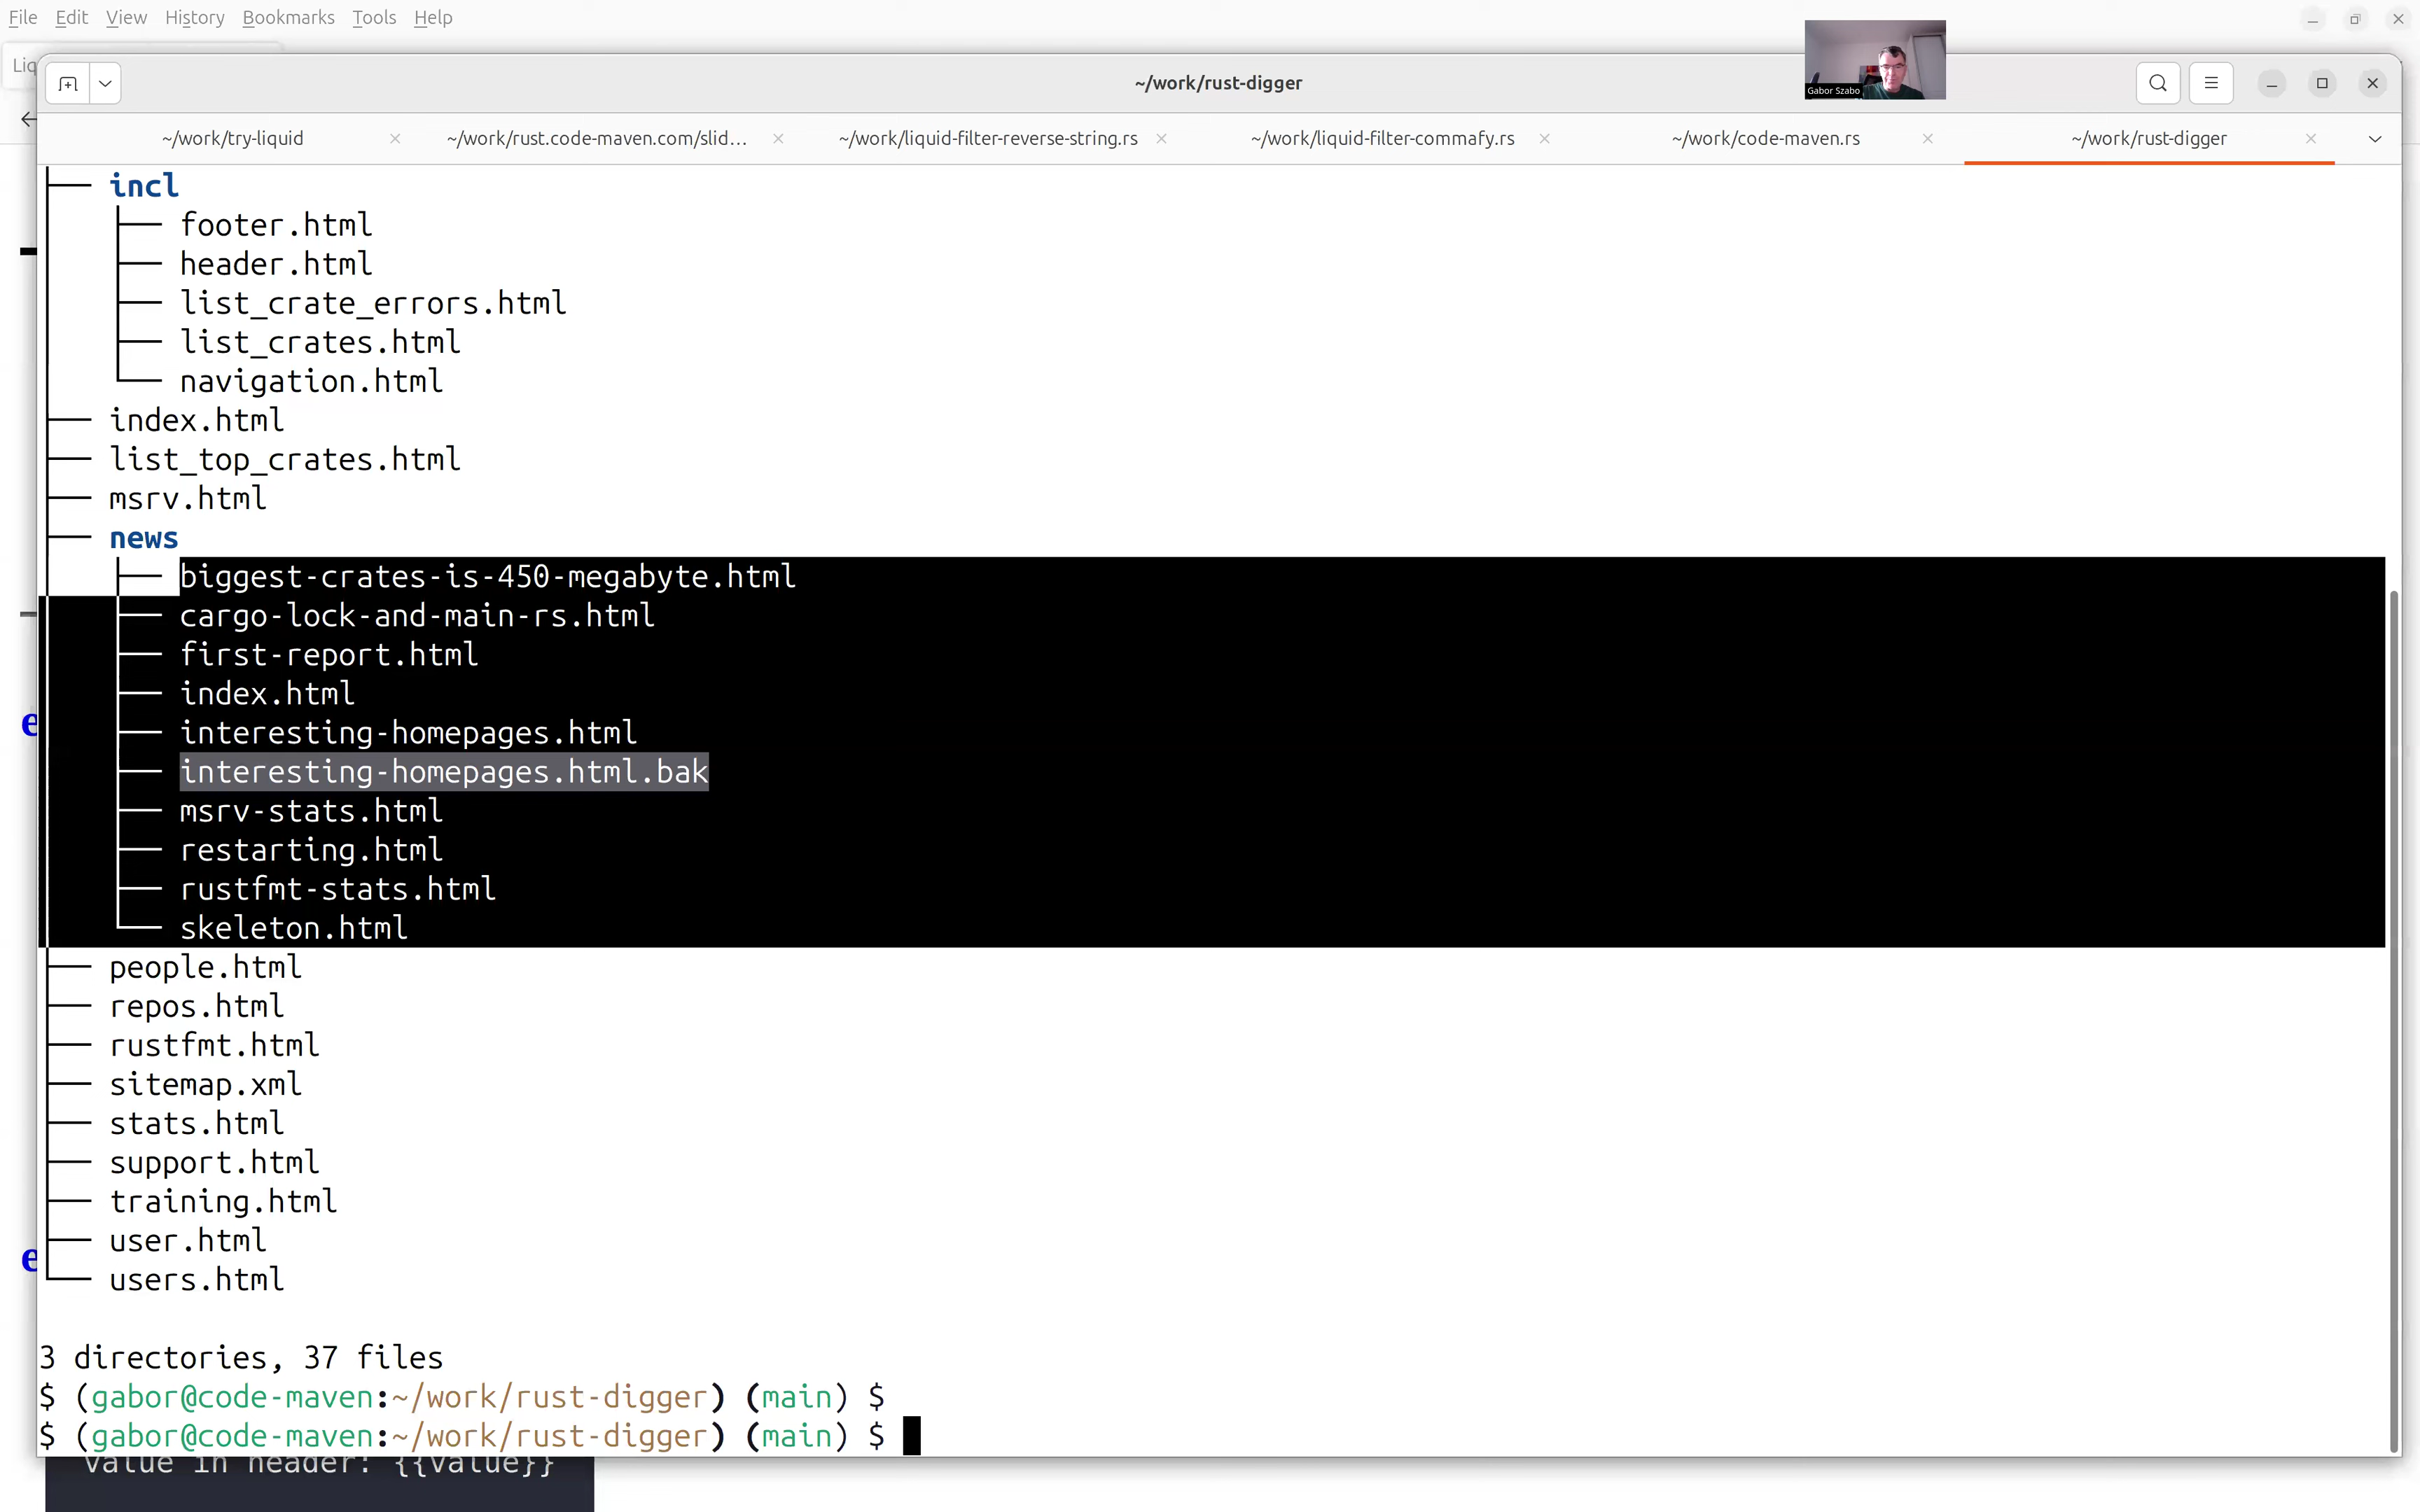 File Edit View History Bookmarks Tools Help
Liq
~/work/rust-digger
Gabor Szabo
~/work/try-liquid
~/work/rust.code-maven.com/slid...
~/work/liquid-filter-reverse-string.rs
~/work/liquid-filter-commafy.rs
~/work/code-maven.rs
~/work/rust-digger
├── incl
│   ├── footer.html
│   ├── header.html
│   ├── list_crate_errors.html
│   ├── list_crates.html
│   └── navigation.html
├── index.html
├── list_top_crates.html
├── msrv.html
├── news
│   ├── biggest-crates-is-450-megabyte.html
│   ├── cargo-lock-and-main-rs.html
│   ├── first-report.html
│   ├── index.html
│   ├── interesting-homepages.html
│   ├── interesting-homepages.html.bak
│   ├── msrv-stats.html
│   ├── restarting.html
│   ├── rustfmt-stats.html
│   └── skeleton.html
├── people.html
├── repos.html
├── rustfmt.html
├── sitemap.xml
├── stats.html
├── support.html
├── training.html
├── user.html
└── users.html
3 directories, 37 files
$ (gabor@code-maven:~/work/rust-digger) (main) $
$ (gabor@code-maven:~/work/rust-digger) (main) $
value in header: {{value}}